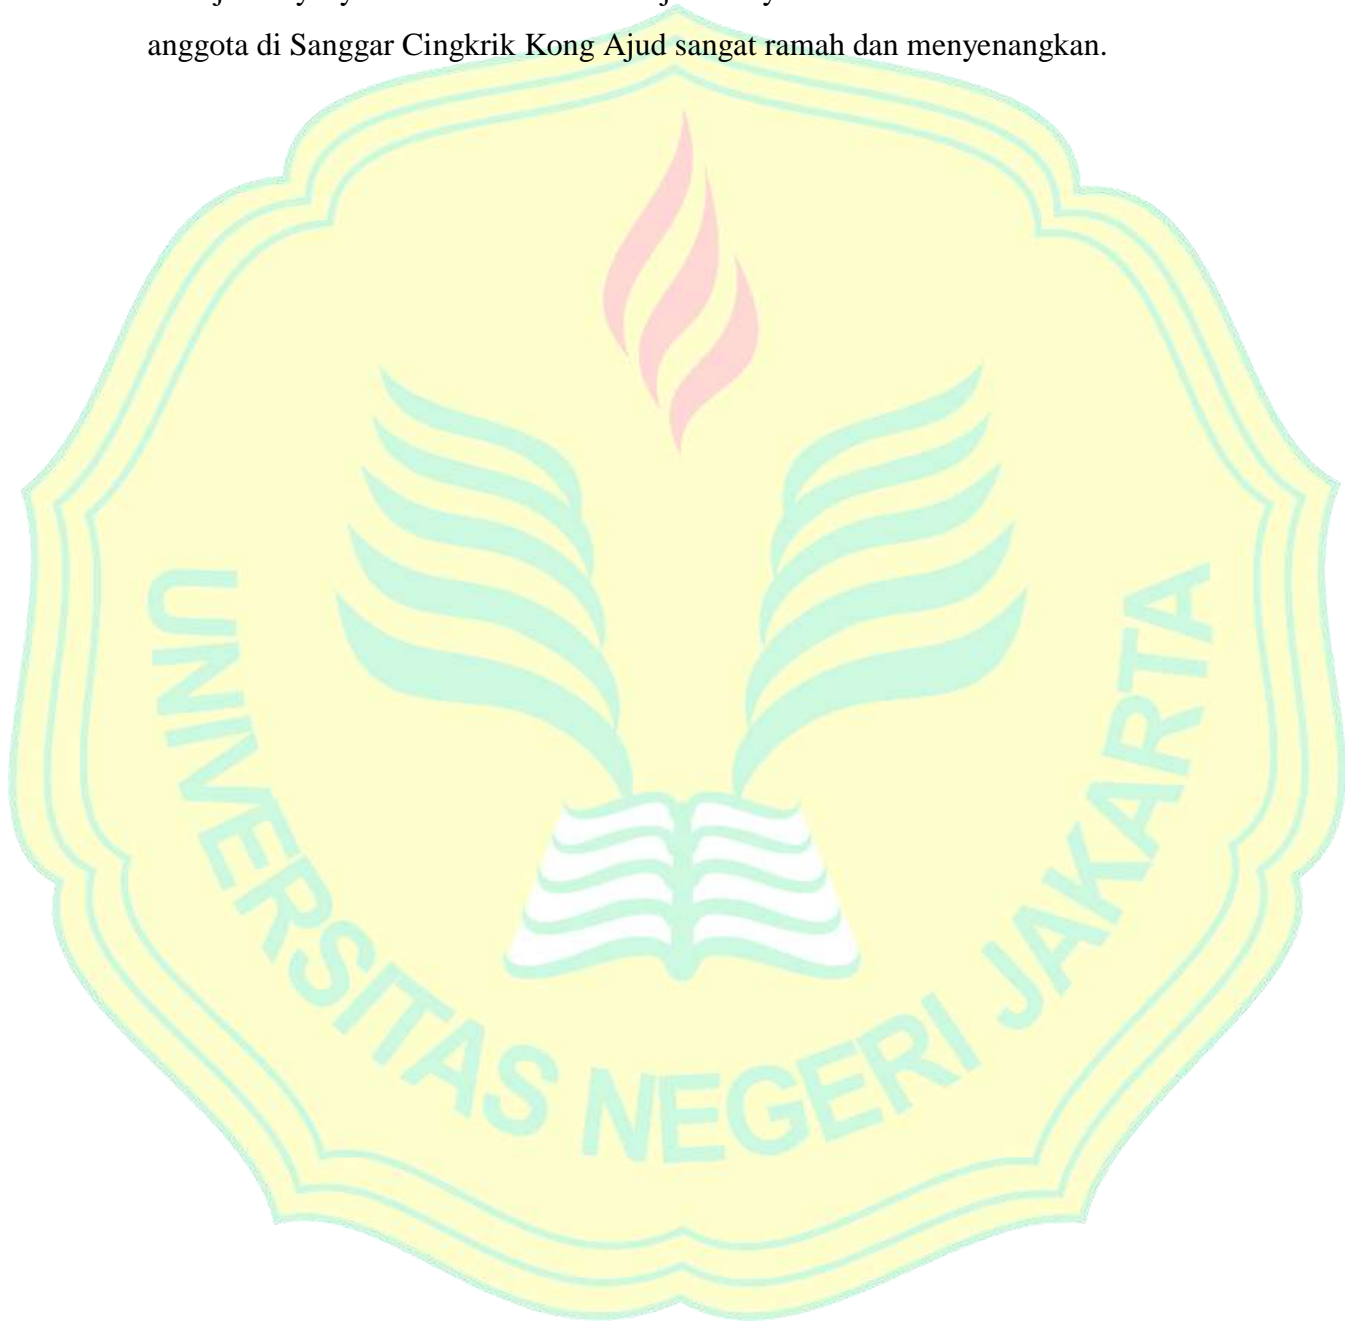 anggota di Sanggar Cingkrik Kong Ajud sangat ramah dan menyenangkan.
UNIVERSITAS NEGERI JAKARTA